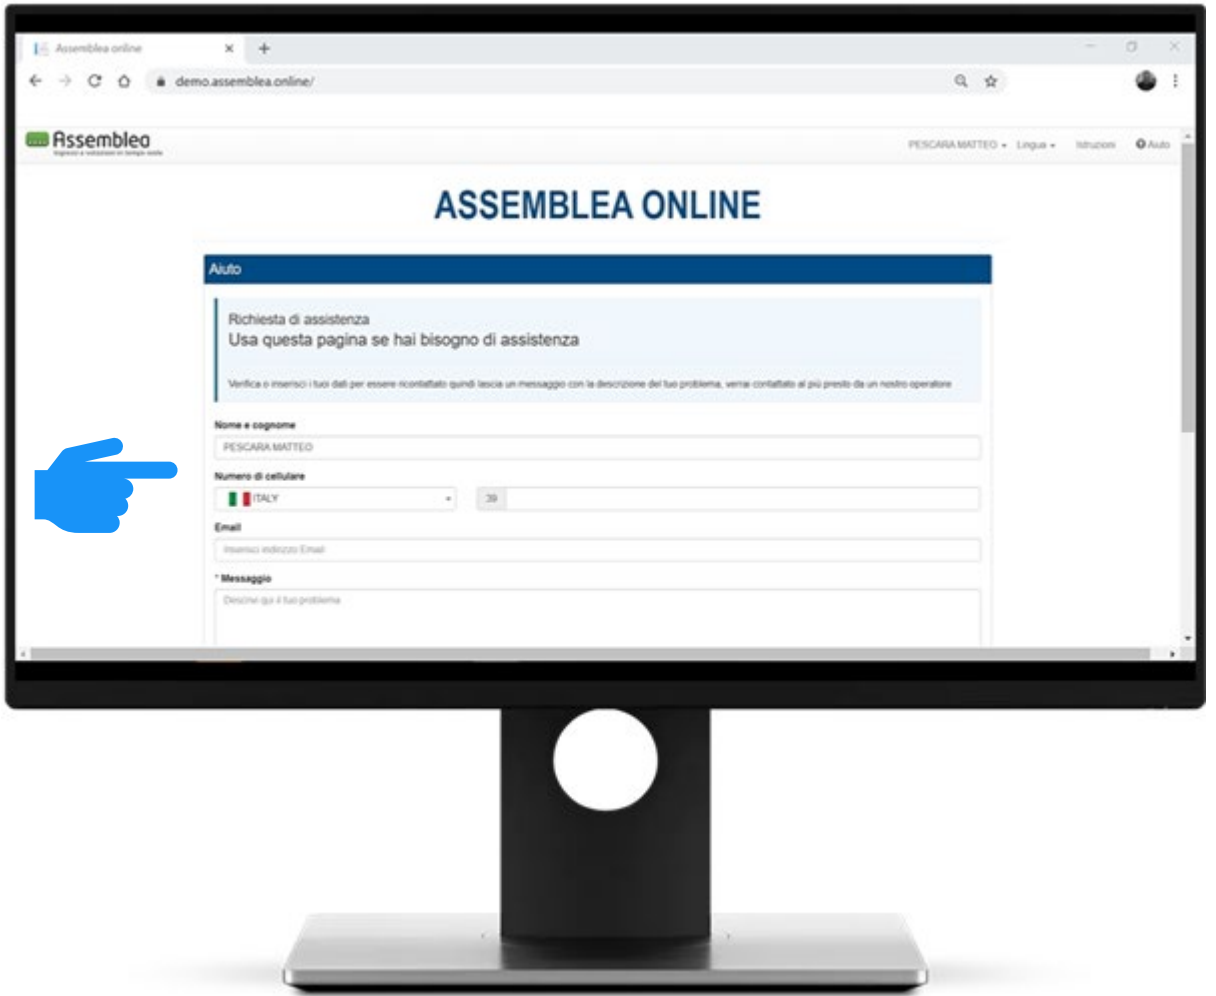 Assemblea online
demo.assemblea.online/
Assemblea
PESCARA MATTEO Lingua Istruzioni Aiuto
ASSEMBLEA ONLINE
Aiuto
Richiesta di assistenza
Usa questa pagina se hai bisogno di assistenza
Verifica o inserisci i tuoi dati per essere ricontattato quindi lascia un messaggio con la descrizione del tuo problema, verrai contattato al più presto da un nostro operatore
Nome e cognome
PESCARA MATTEO
Numero di cellulare
ITALY 39
Email
Inserisci indirizzo Email
* Messaggio
Descrivi qui il tuo problema